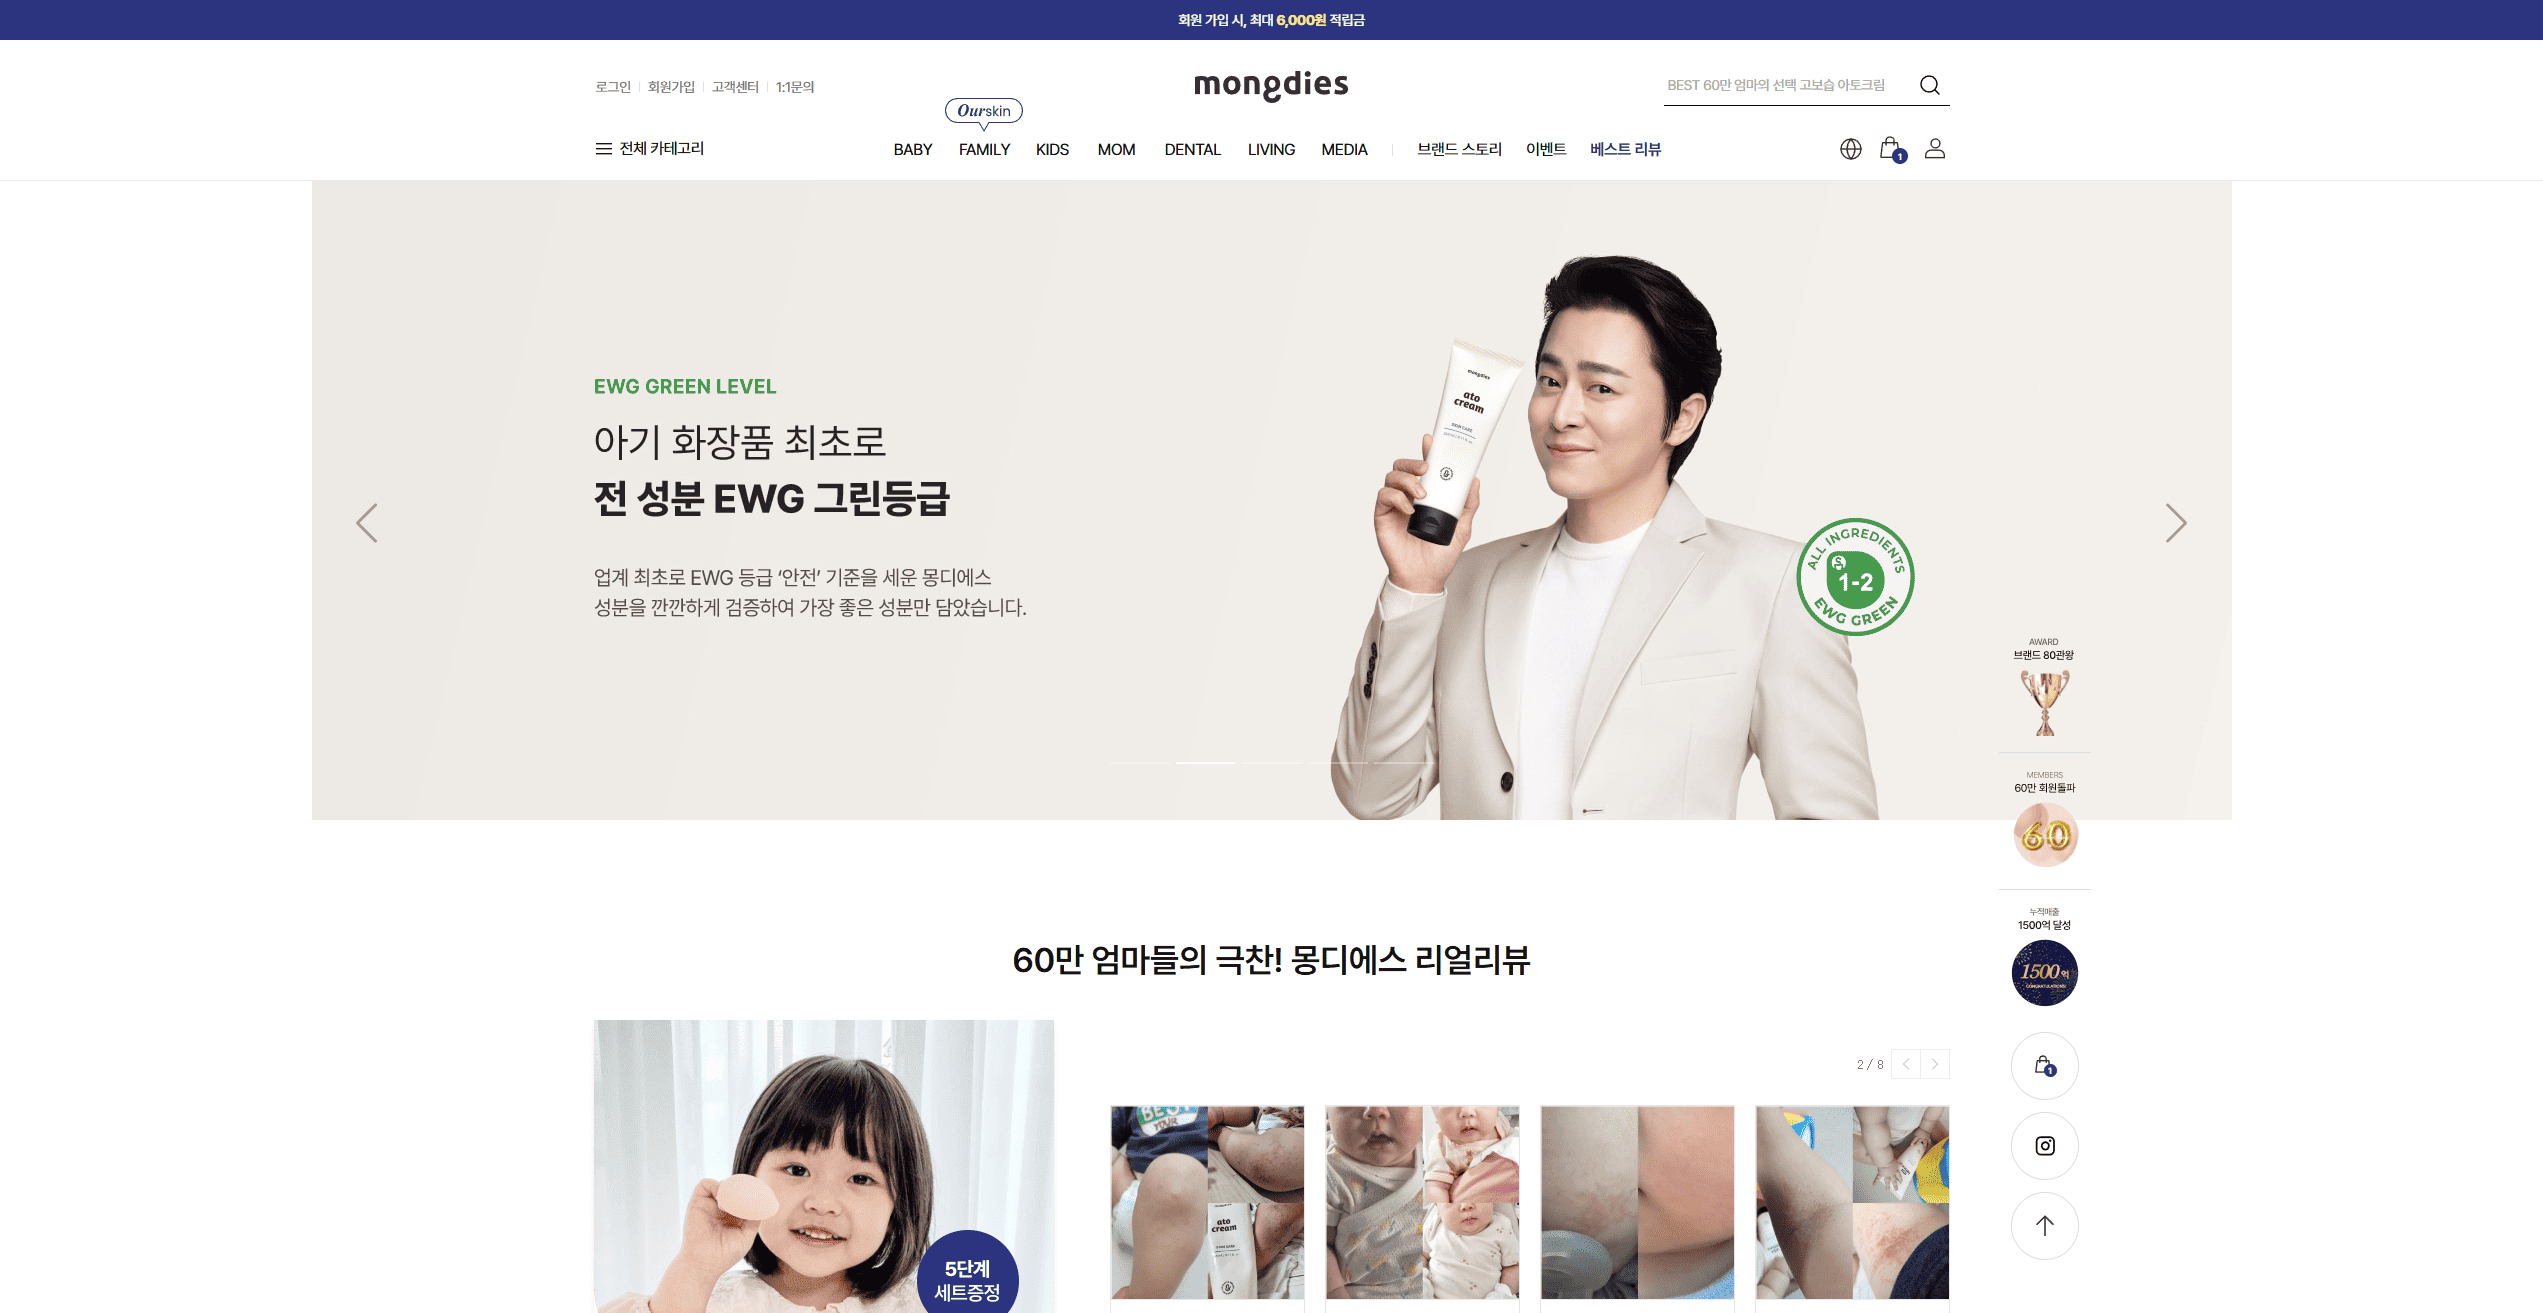 회원 가입 시, 최대 6,000원 적립금
로그인 회원가입 고객센터 1:1문의
mongdies
BEST 60만 엄마의 선택 고보습 아토크림
Ourskin
전체 카테고리
BABY FAMILY KIDS MOM DENTAL LIVING MEDIA 브랜드 스토리 이벤트 베스트 리뷰
1
EWG GREEN LEVEL
아기 화장품 최초로
전 성분 EWG 그린등급
업계 최초로 EWG 등급 ‘안전’ 기준을 세운 몽디에스
성분을 깐깐하게 검증하여 가장 좋은 성분만 담았습니다.
mongdies
ato
cream
SKIN CARE
ALL INGREDIENTS
1-2
EWG GREEN
AWARD
브랜드 80관왕
MEMBERS
60만 회원돌파
60
누적매출
1500억 달성
1500억
CONGRATULATIONS!
1
60만 엄마들의 극찬! 몽디에스 리얼리뷰
5단계
세트증정
2 / 8
BEST
YOUR
ato
cream
SKIN CARE